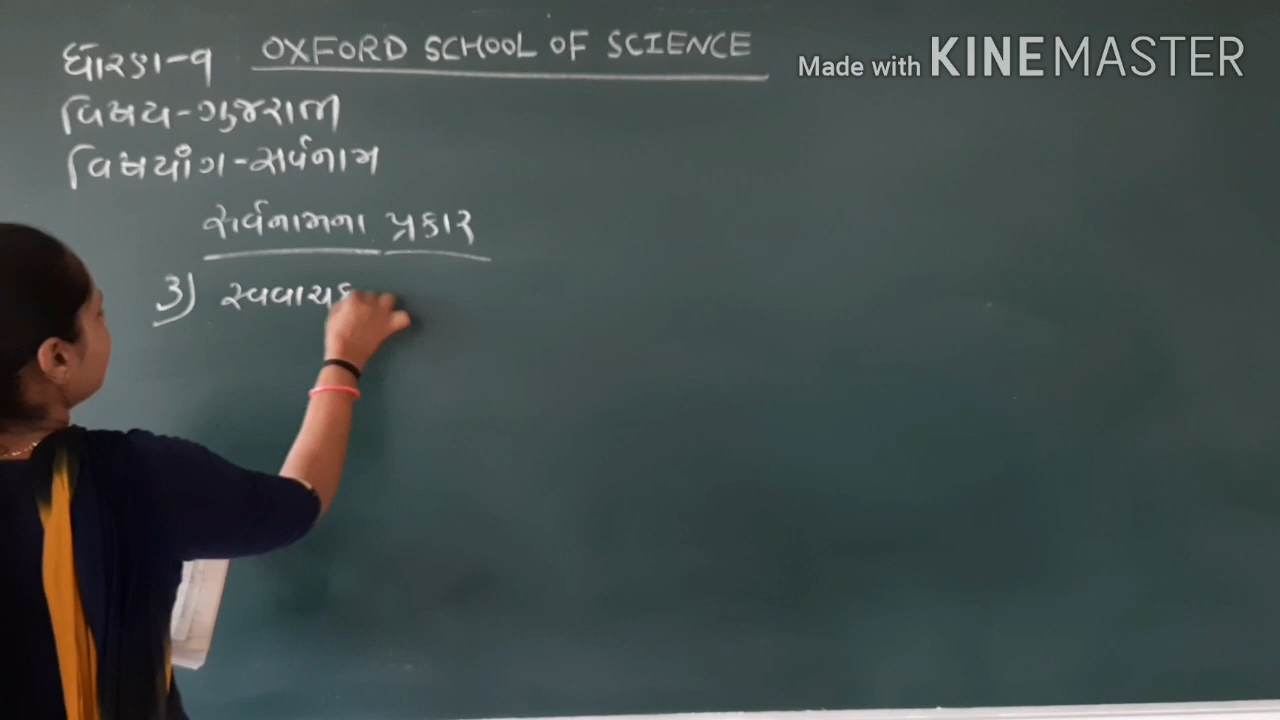 OXFORD SCHOOL OF SCIENCE
Made with KINEMASTER
ધોરણ-૧
વિષય-ગુજરાતી
વિષયાંગ-સર્વનામ
સર્વનામના પ્રકાર
૩) સ્વવાચક